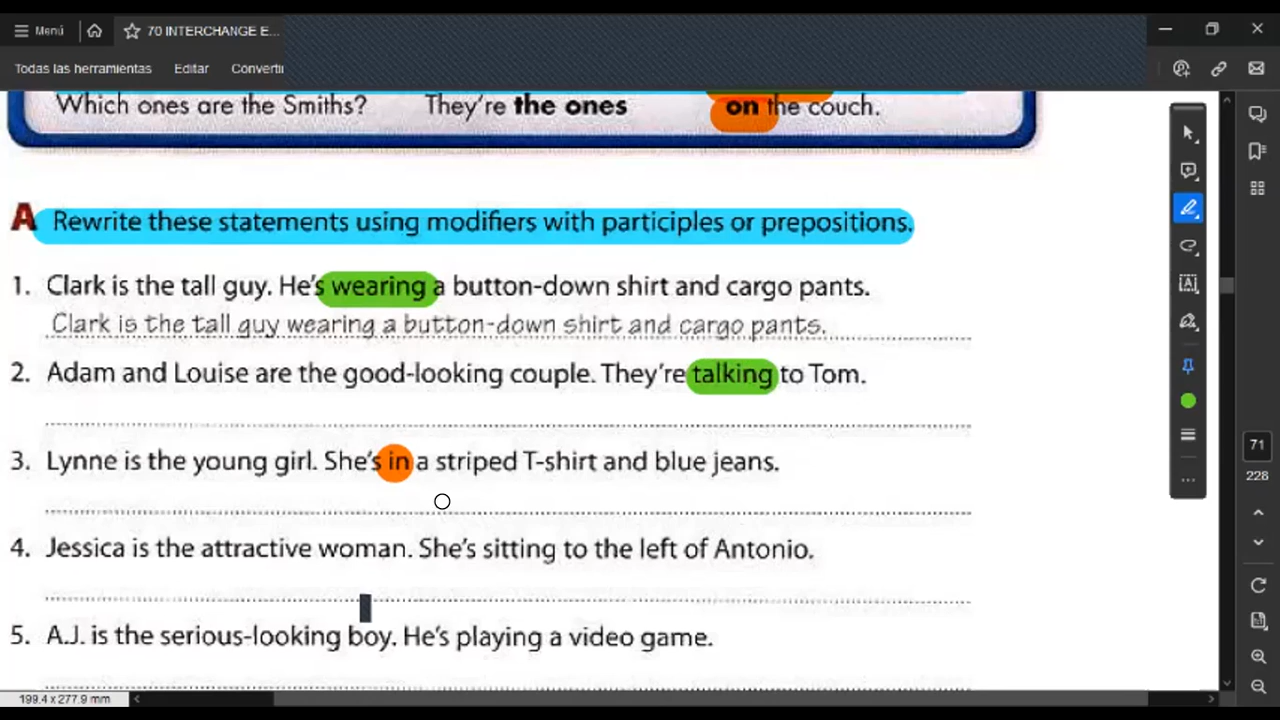 Menú
70 INTERCHANGE E...
Todas las herramientas Editar Converti
Which ones are the Smiths? They're the ones on the couch.
A Rewrite these statements using modifiers with participles or prepositions.
1. Clark is the tall guy. He's wearing a button-down shirt and cargo pants.
Clark is the tall guy wearing a button-down shirt and cargo pants.
2. Adam and Louise are the good-looking couple. They're talking to Tom.
3. Lynne is the young girl. She's in a striped T-shirt and blue jeans.
4. Jessica is the attractive woman. She's sitting to the left of Antonio.
5. A.J. is the serious-looking boy. He's playing a video game.
71
228
199.4 x 277.9 mm